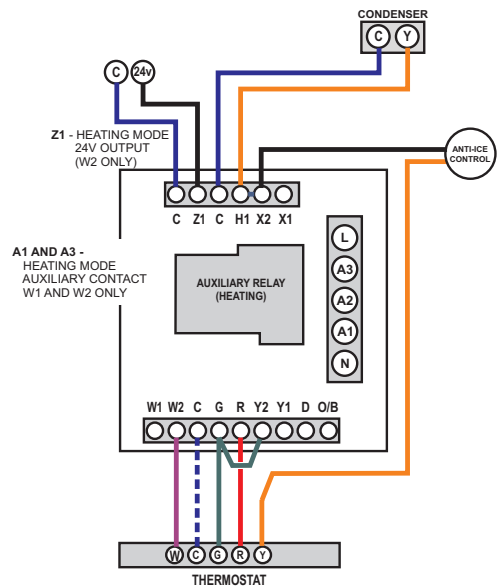 CONDENSER
C Y
C 24v
Z1 - HEATING MODE
24V OUTPUT
(W2 ONLY)
ANTI-ICE
CONTROL
C Z1 C H1 X2 X1
A1 AND A3 -
HEATING MODE
AUXILIARY CONTACT
W1 AND W2 ONLY
AUXILIARY RELAY
(HEATING)
L
A3
A2
A1
N
W1 W2 C G R Y2 Y1 D O/B
W C G R Y
THERMOSTAT